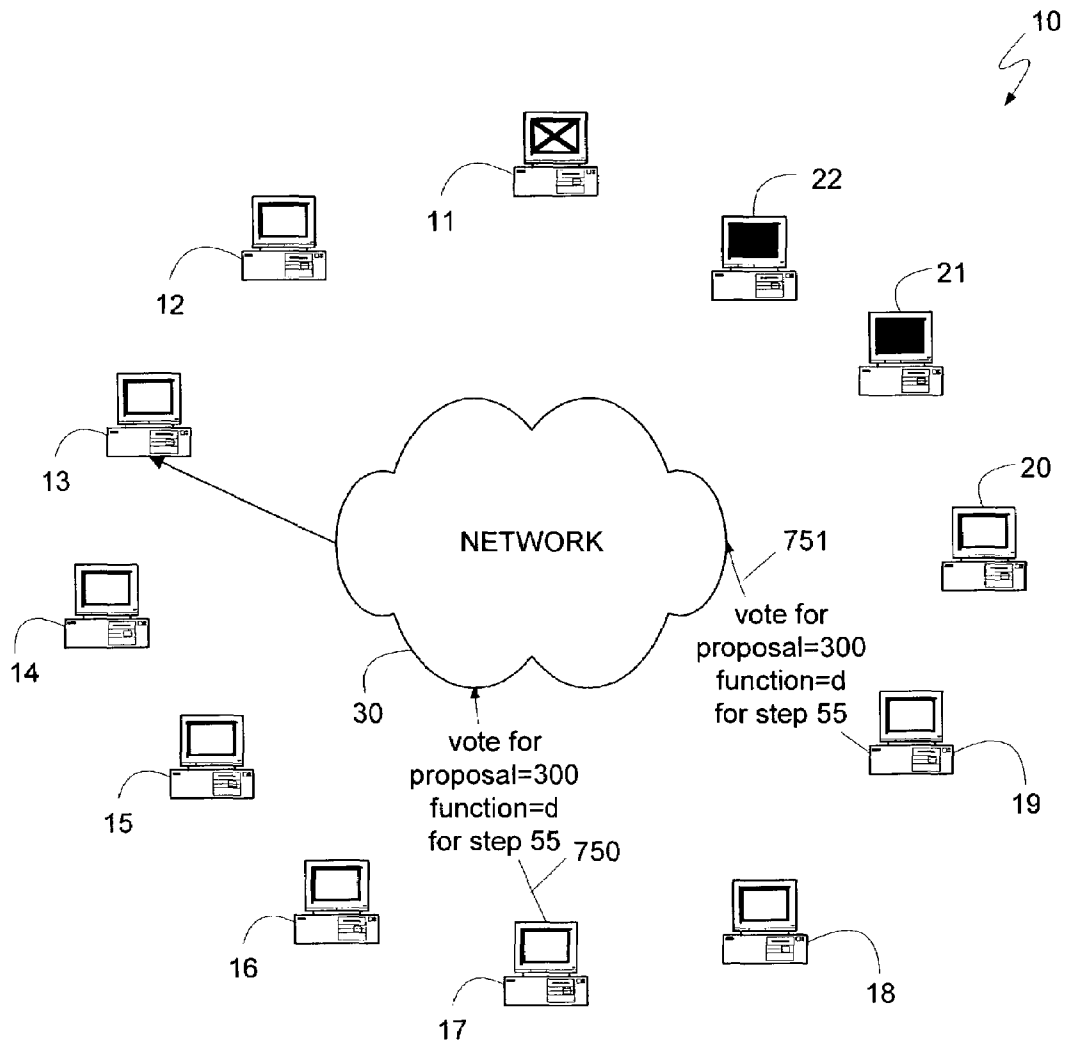 10
11
22
12
21
13
20
NETWORK
751
14
vote for
proposal=300
function=d
for step 55
30
vote for
proposal=300
function=d
for step 55
15
19
750
16
18
17